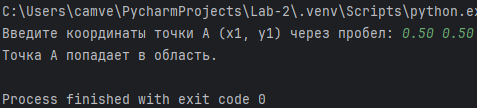 C:\Users\camve\PycharmProjects\Lab-2\.venv\Scripts\python.ex
Введите координаты точки A (x1, y1) через пробел: 0.50 0.50
Точка A попадает в область.
Process finished with exit code 0